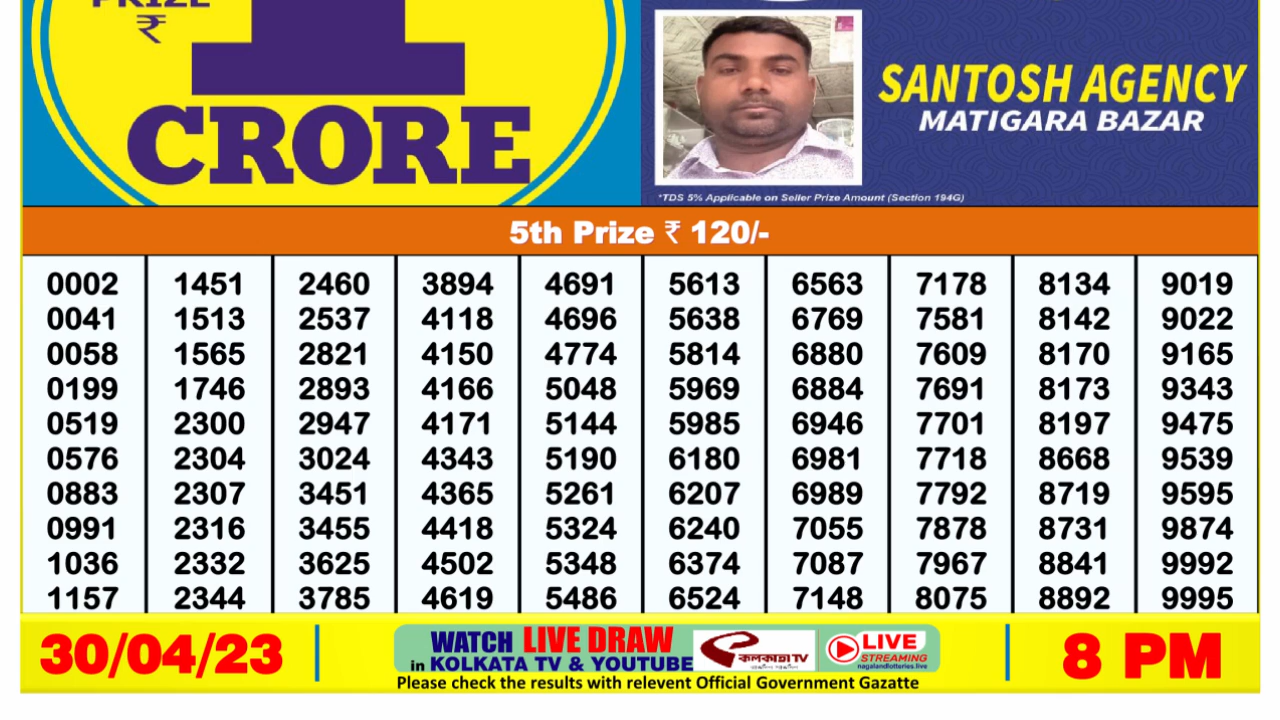 PRIZE
₹
1
CRORE
SANTOSH AGENCY
MATIGARA BAZAR
*TDS 5% Applicable on Seller Prize Amount (Section 194G)
5th Prize ₹ 120/-
0002 1451 2460 3894 4691 5613 6563 7178 8134 9019
0041 1513 2537 4118 4696 5638 6769 7581 8142 9022
0058 1565 2821 4150 4774 5814 6880 7609 8170 9165
0199 1746 2893 4166 5048 5969 6884 7691 8173 9343
0519 2300 2947 4171 5144 5985 6946 7701 8197 9475
0576 2304 3024 4343 5190 6180 6981 7718 8668 9539
0883 2307 3451 4365 5261 6207 6989 7792 8719 9595
0991 2316 3455 4418 5324 6240 7055 7878 8731 9874
1036 2332 3625 4502 5348 6374 7087 7967 8841 9992
1157 2344 3785 4619 5486 6524 7148 8075 8892 9995
30/04/23
WATCH LIVE DRAW
in KOLKATA TV & YOUTUBE
কলকাতা TV
LIVE
STREAMING
nagalandlotteries.live
Please check the results with relevent Official Government Gazatte
8 PM